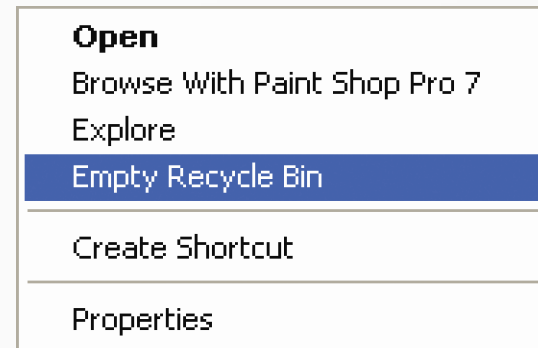 Open
Browse With Paint Shop Pro 7
Explore
Empty Recycle Bin
Create Shortcut
Properties